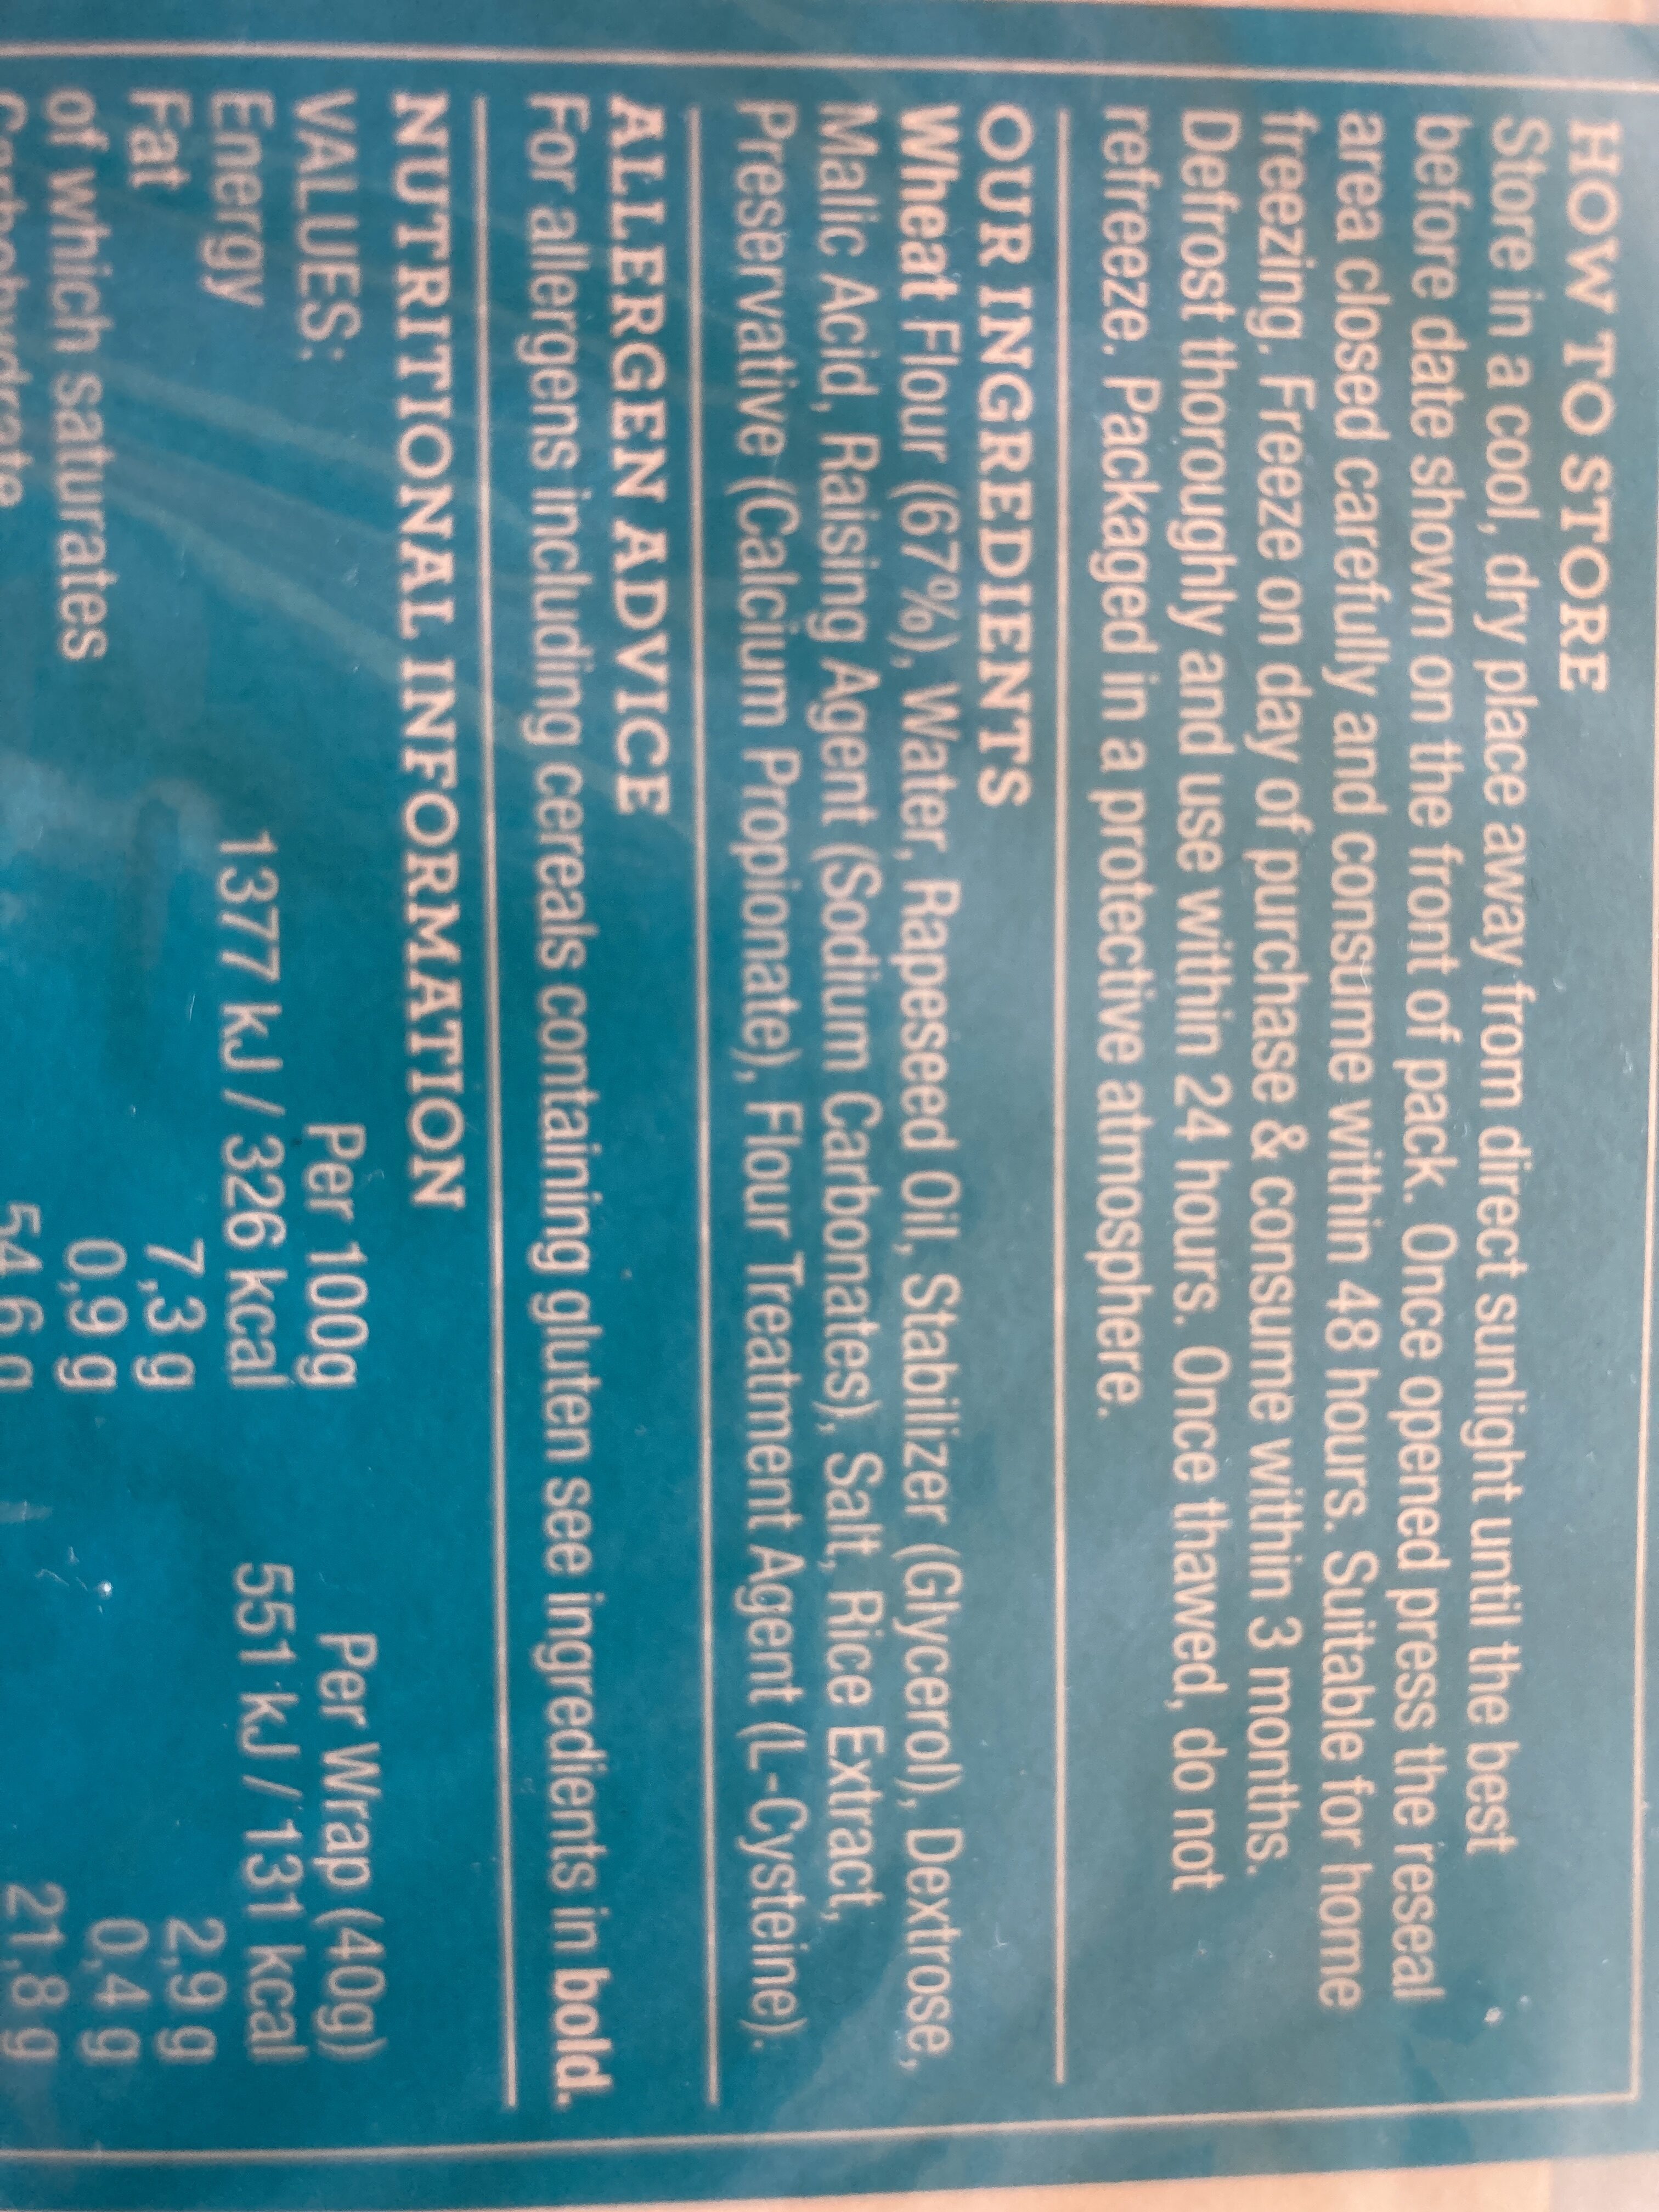 HOW TO STORE
Store in a cool, dry place away from direct sunlight until the best
before date shown on the front of pack. Once opened press the reseal
area closed carefully and consume within 48 hours. Suitable for home
freezing. Freeze on day of purchase & consume within 3 months.
Defrost thoroughly and use within 24 hours. Once thawed, do not
refreeze. Packaged in a protective atmosphere.
OUR INGREDIENTS
Wheat Flour (67%), Water, Rapeseed Oil, Stabilizer (Glycerol), Dextrose,
Malic Acid, Raising Agent (Sodium Carbonates), Salt, Rice Extract,
Preservative (Calcium Propionate), Flour Treatment Agent (L-Cysteine).
ALLERGEN ADVICE
For allergens including cereals containing gluten see ingredients in bold.
NUTRITIONAL INFORMATION
VALUES: Per 100g Per Wrap (40g)
Energy 1377 kJ / 326 kcal 551 kJ / 131 kcal
Fat 7,3 g 2,9 g
of which saturates 0,9 g 0,4 g
Carbohydrate 54,6 g 21,8 g